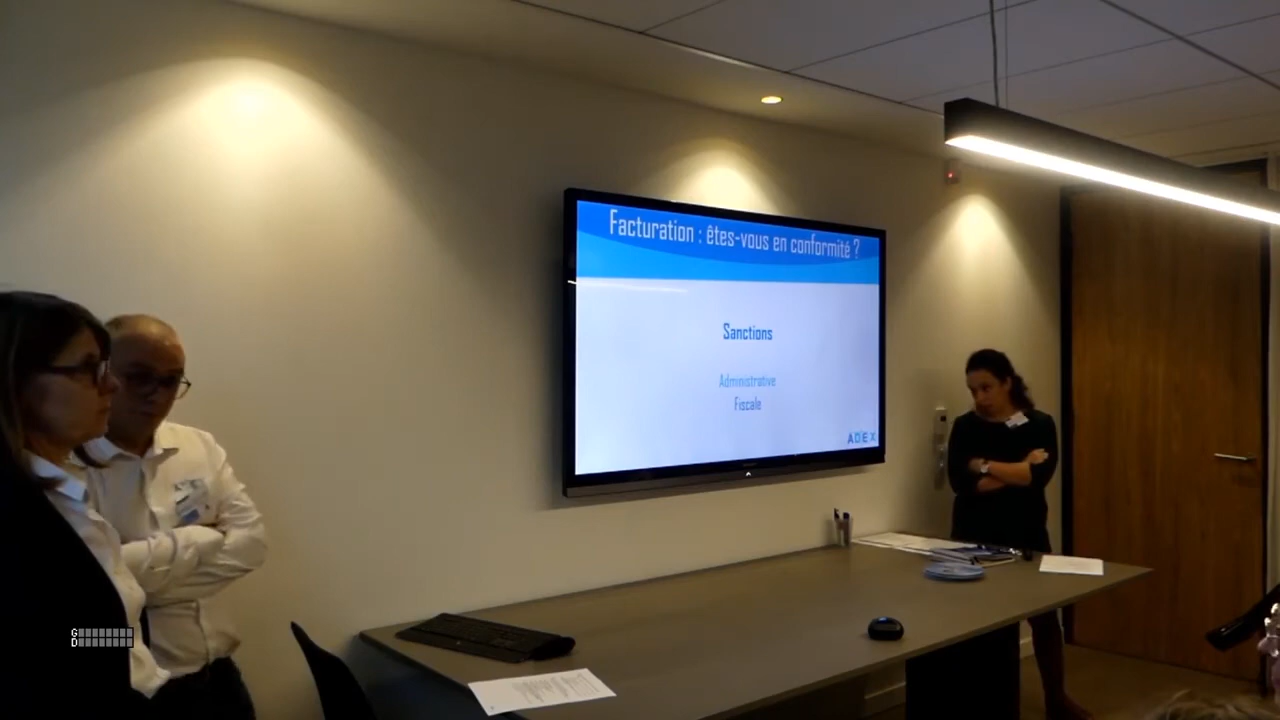 Facturation : êtes-vous en conformité ?
Sanctions
Administrative
Fiscale
ADEX
G
D